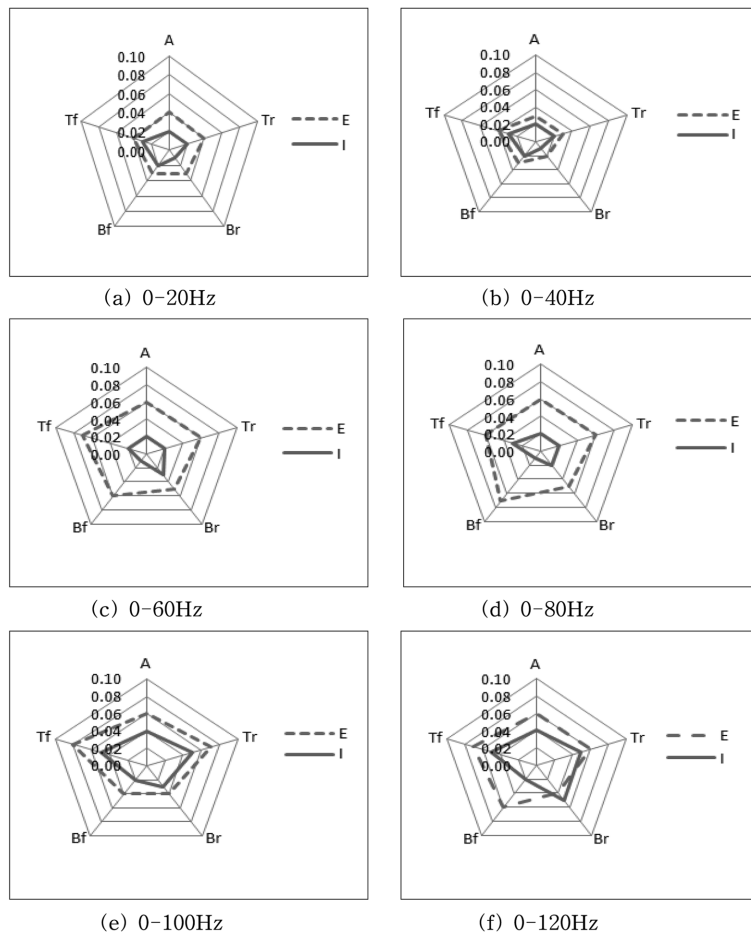 A
0.10
0.08
0.06
0.04
0.02
0.00
Tf
Tr
Bf
Br
E
I
(a) 0-20Hz
A
0.10
0.08
0.06
0.04
0.02
0.00
Tf
Tr
Bf
Br
E
I
(b) 0-40Hz
A
0.10
0.08
0.06
0.04
0.02
0.00
Tf
Tr
Bf
Br
E
I
(c) 0-60Hz
A
0.10
0.08
0.06
0.04
0.02
0.00
Tf
Tr
Bf
Br
E
I
(d) 0-80Hz
A
0.10
0.08
0.06
0.04
0.02
0.00
Tf
Tr
Bf
Br
E
I
(e) 0-100Hz
A
0.10
0.08
0.06
0.04
0.02
0.00
Tf
Tr
Bf
Br
E
I
(f) 0-120Hz